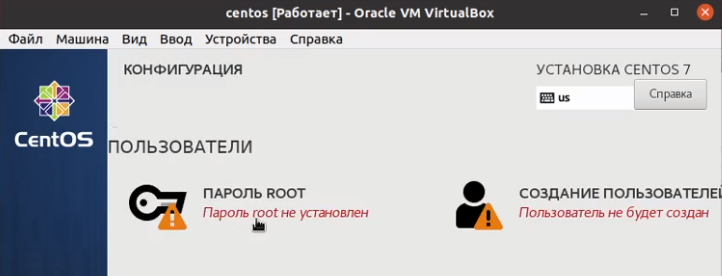 centos [Работает] - Oracle VM VirtualBox
Файл Машина Вид Ввод Устройства Справка
КОНФИГУРАЦИЯ
УСТАНОВКА CENTOS 7
us
Справка
CentOS
ПОЛЬЗОВАТЕЛИ
ПАРОЛЬ ROOT
Пароль root не установлен
СОЗДАНИЕ ПОЛЬЗОВАТЕЛЕЙ
Пользователь не будет создан